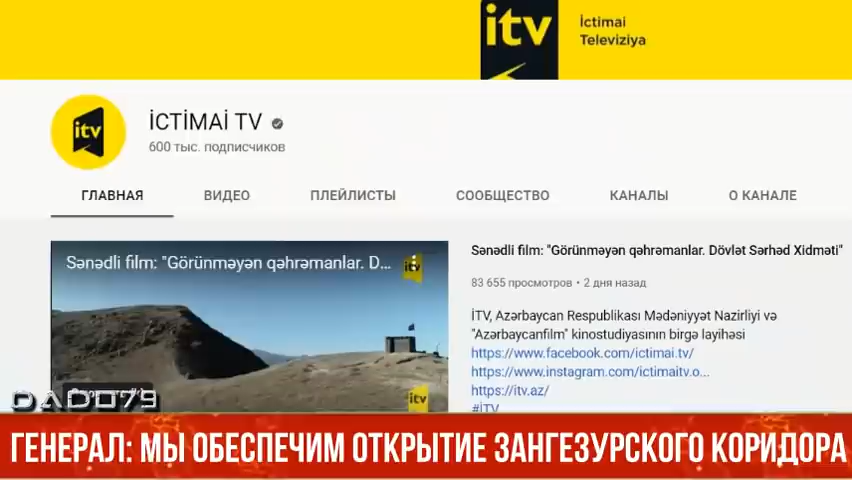 itv
İctimai
Televiziya
itv
İCTİMAİ TV
600 тыс. подписчиков
ГЛАВНАЯ ВИДЕО ПЛЕЙЛИСТЫ СООБЩЕСТВО КАНАЛЫ О КАНАЛЕ
Sənədli film: "Görünməyən qəhrəmanlar. D...
itv
Sənədli film: "Görünməyən qəhrəmanlar. Dövlət Sərhəd Xidməti"
83 655 просмотров • 2 дня назад
İTV, Azərbaycan Respublikası Mədəniyyət Nazirliyi və
"Azərbaycanfilm" kinostudiyasının birgə layihəsi
https://www.facebook.com/ictimai.tv/
https://www.instagram.com/ictimaitv.o...
https://itv.az/
#İTV
itv
DADO79
ГЕНЕРАЛ: МЫ ОБЕСПЕЧИМ ОТКРЫТИЕ ЗАНГЕЗУРСКОГО КОРИДОРА